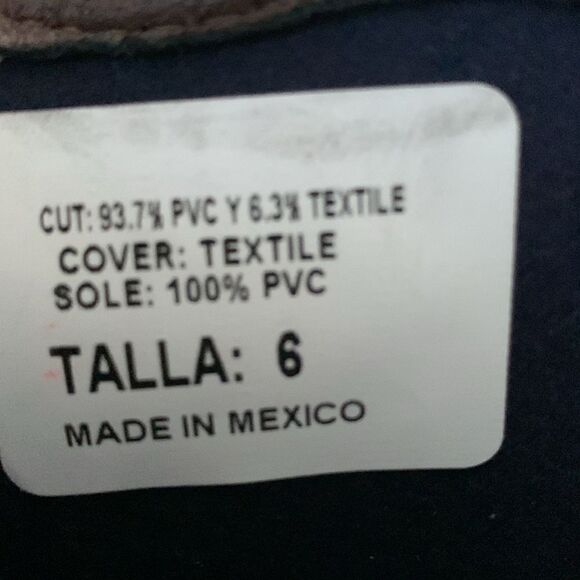 CUT: 93.7% PVC Y 6.3% TEXTILE
COVER: TEXTILE
SOLE: 100% PVC
TALLA: 6
MADE IN MEXICO